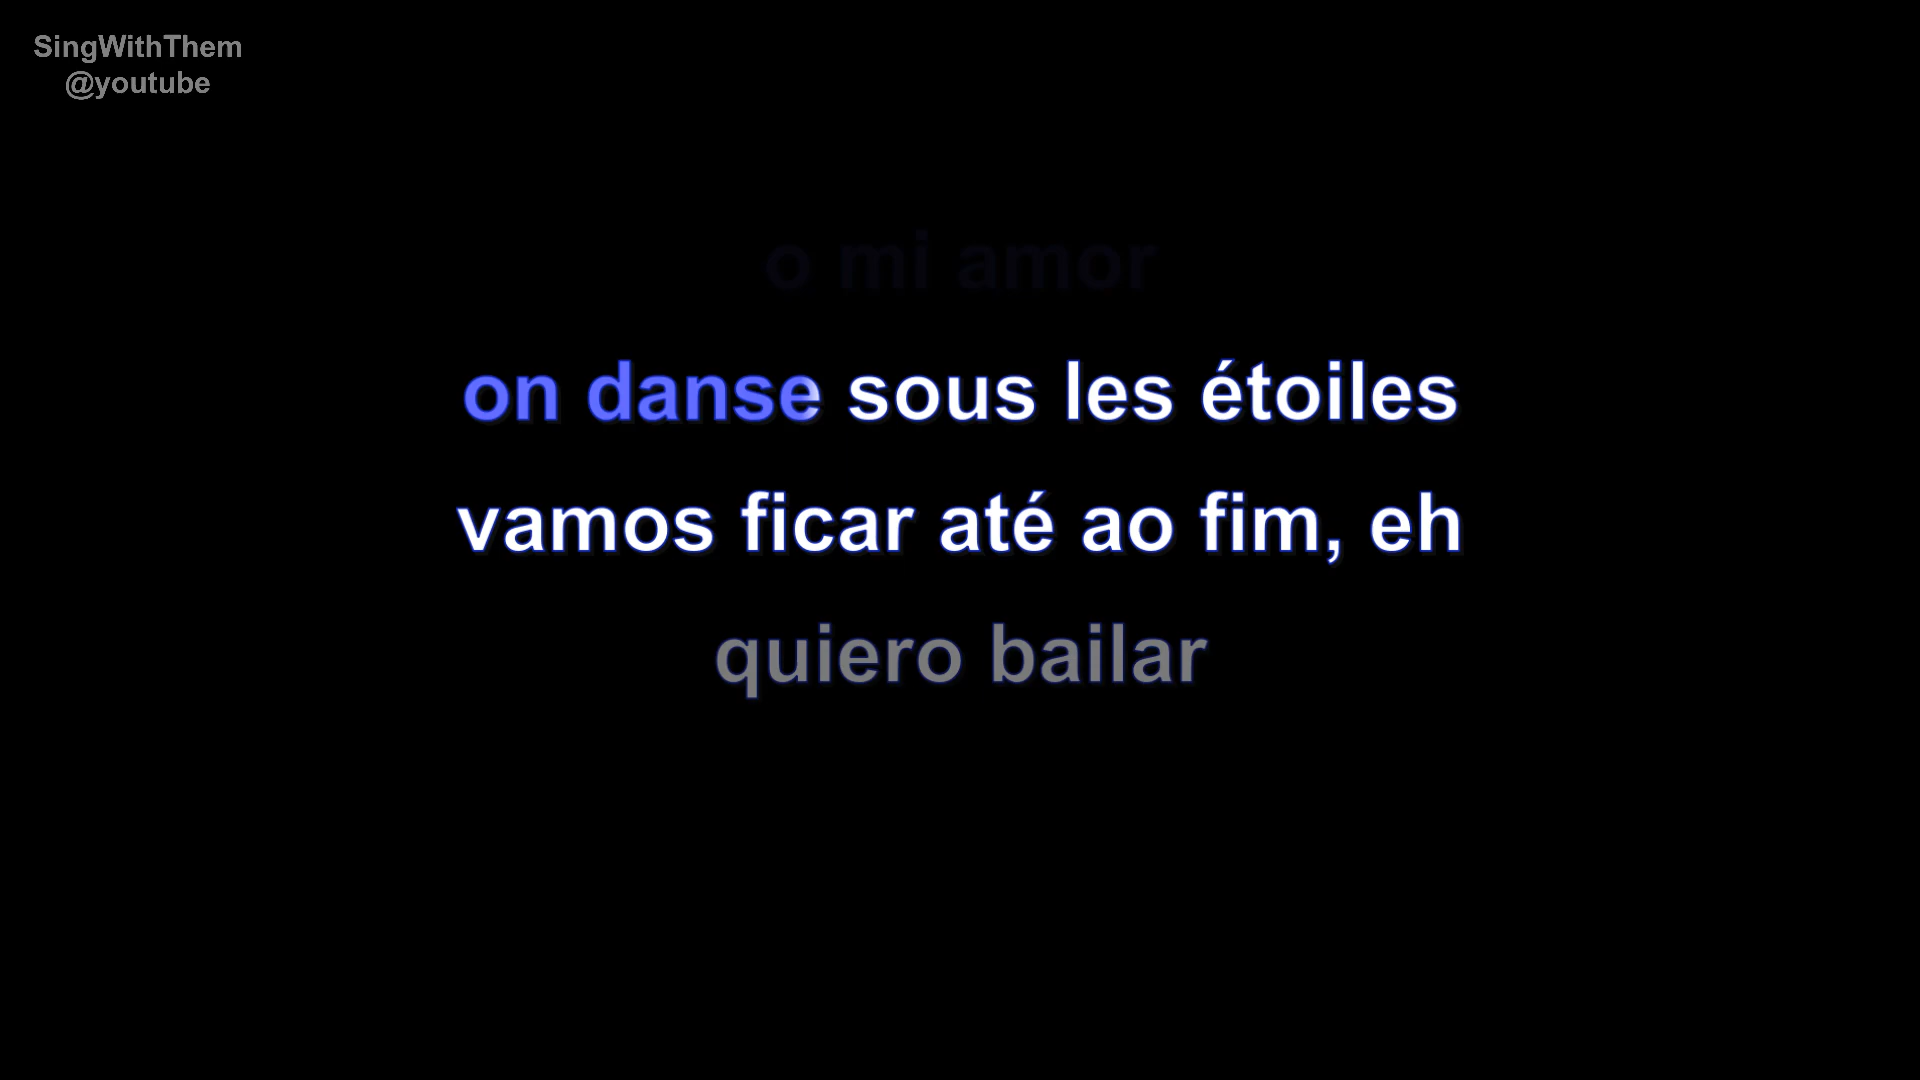 SingWithThem
@youtube
o mi amor
on danse sous les étoiles
vamos ficar até ao fim, eh
quiero bailar